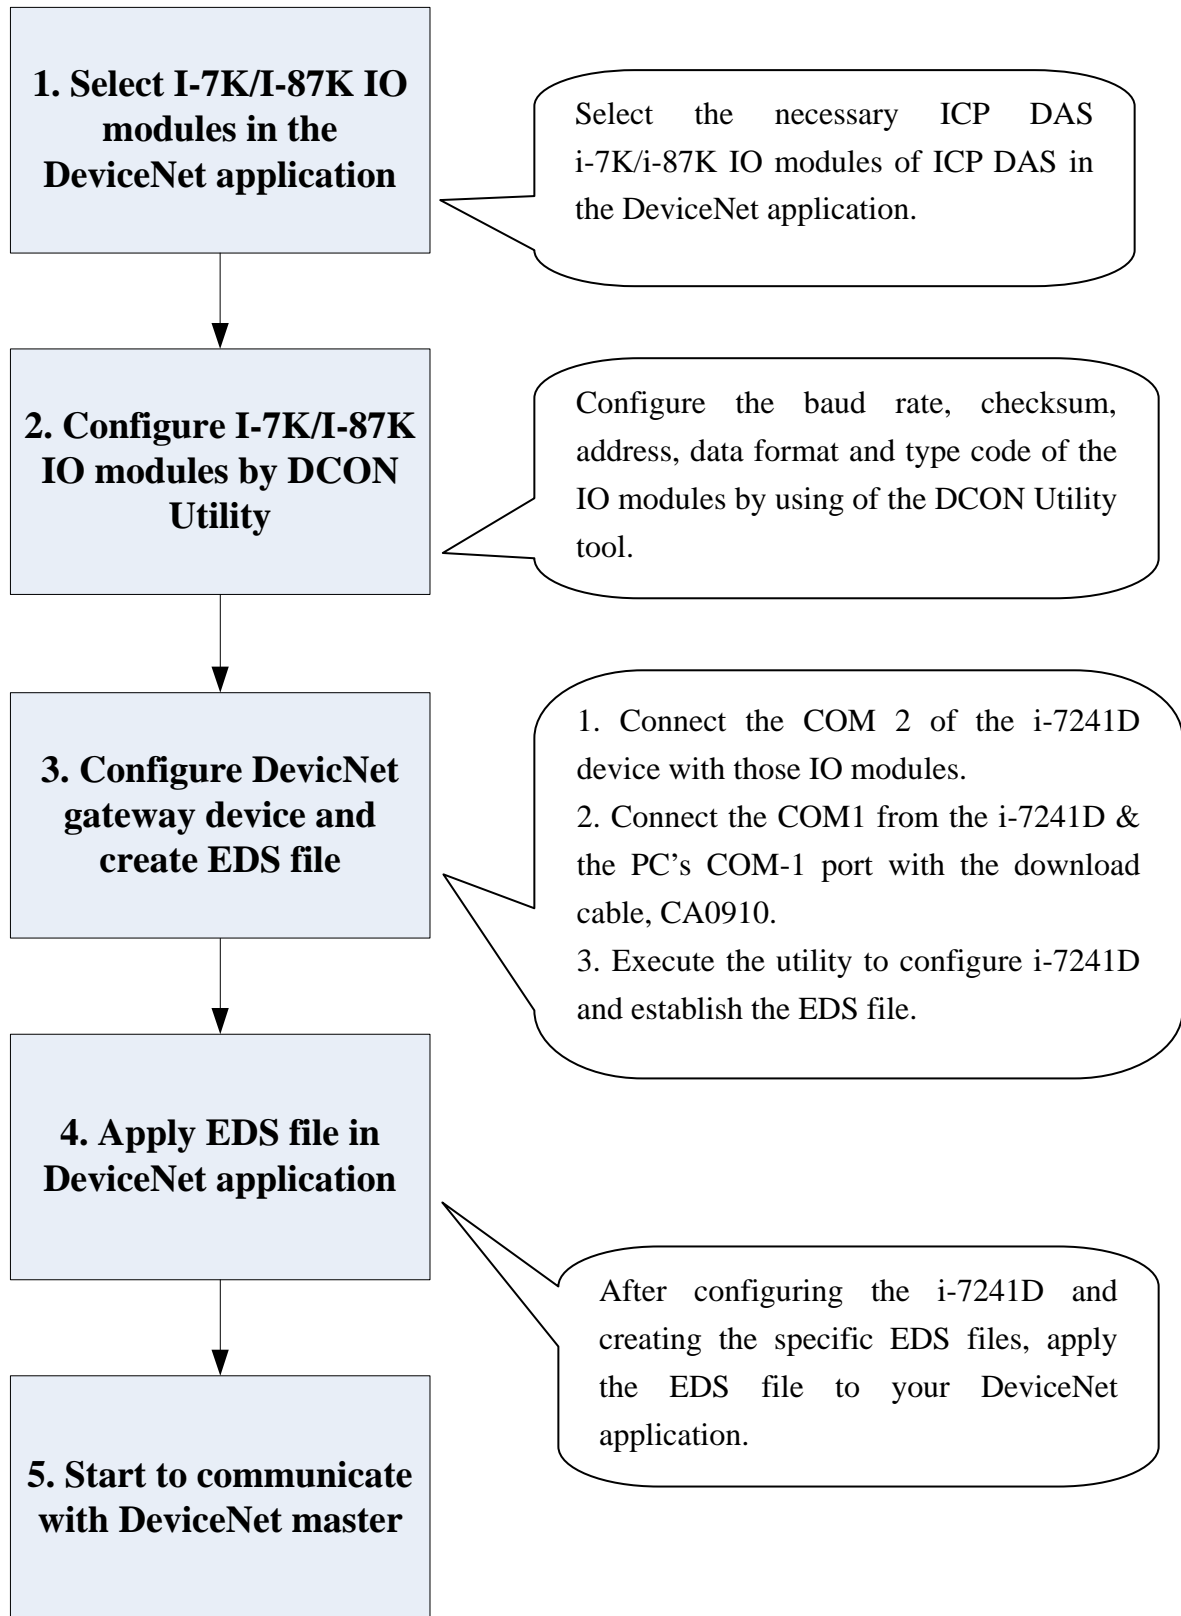 1. Select I-7K/I-87K IO
modules in the
DeviceNet application
Select the necessary ICP DAS
i-7K/i-87K IO modules of ICP DAS in
the DeviceNet application.
2. Configure I-7K/I-87K
IO modules by DCON
Utility
Configure the baud rate, checksum,
address, data format and type code of the
IO modules by using of the DCON Utility
tool.
3. Configure DevicNet
gateway device and
create EDS file
1. Connect the COM 2 of the i-7241D
device with those IO modules.
2. Connect the COM1 from the i-7241D &
the PC’s COM-1 port with the download
cable, CA0910.
3. Execute the utility to configure i-7241D
and establish the EDS file.
4. Apply EDS file in
DeviceNet application
After configuring the i-7241D and
creating the specific EDS files, apply
the EDS file to your DeviceNet
application.
5. Start to communicate
with DeviceNet master